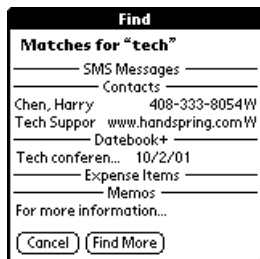 Find
Matches for “tech”
SMS Messages
Contacts
Chen, Harry 408-333-8054W
Tech Suppor www.handspring.com W
Datebook+
Tech conferen... 10/2/01
Expense Items
Memos
For more information...
Cancel Find More